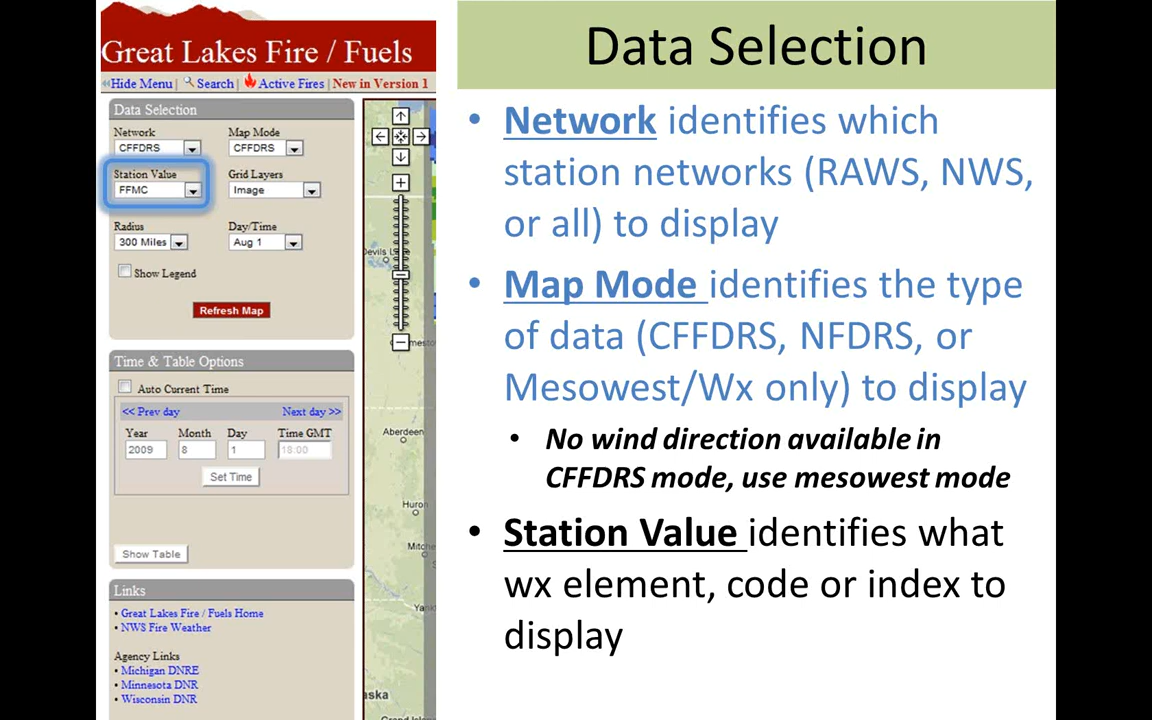 Great Lakes Fire / Fuels
Hide Menu | Search | Active Fires | New in Version 1
Data Selection
Network Map Mode
CFFDRS CFFDRS
Station Value Grid Layers
FFMC Image
Radius Day/Time
300 Miles Aug 1
Show Legend
Refresh Map
Time & Table Options
Auto Current Time
<< Prev day Next day >>
Year Month Day Time GMT
2009 8 1 18:00
Set Time
Show Table
Links
• Great Lakes Fire / Fuels Home
• NWS Fire Weather
Agency Links
• Michigan DNRE
• Minnesota DNR
• Wisconsin DNR
Devils L
Aberdeen
Huron
Mitche
Yank
aska
Data Selection
• Network identifies which
station networks (RAWS, NWS,
or all) to display
• Map Mode identifies the type
of data (CFFDRS, NFDRS, or
Mesowest/Wx only) to display
• No wind direction available in
CFFDRS mode, use mesowest mode
• Station Value identifies what
wx element, code or index to
display